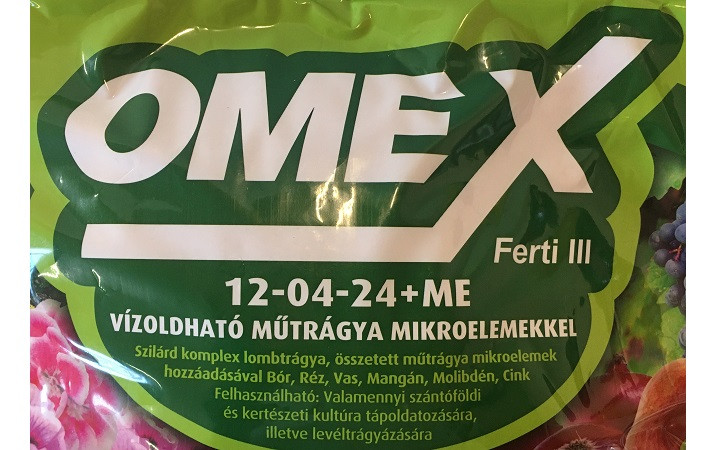 OMEX
Ferti III
12-04-24+ME
VÍZOLDHATÓ MŰTRÁGYA MIKROELEMEKKEL
Szilárd komplex lombtrágya, összetett műtrágya mikroelemek
hozzáadásával Bór, Réz, Vas, Mangán, Molibdén, Cink
Felhasználható: Valamennyi szántóföldi
és kertészeti kultúra tápoldatozására,
illetve levéltrágyázására